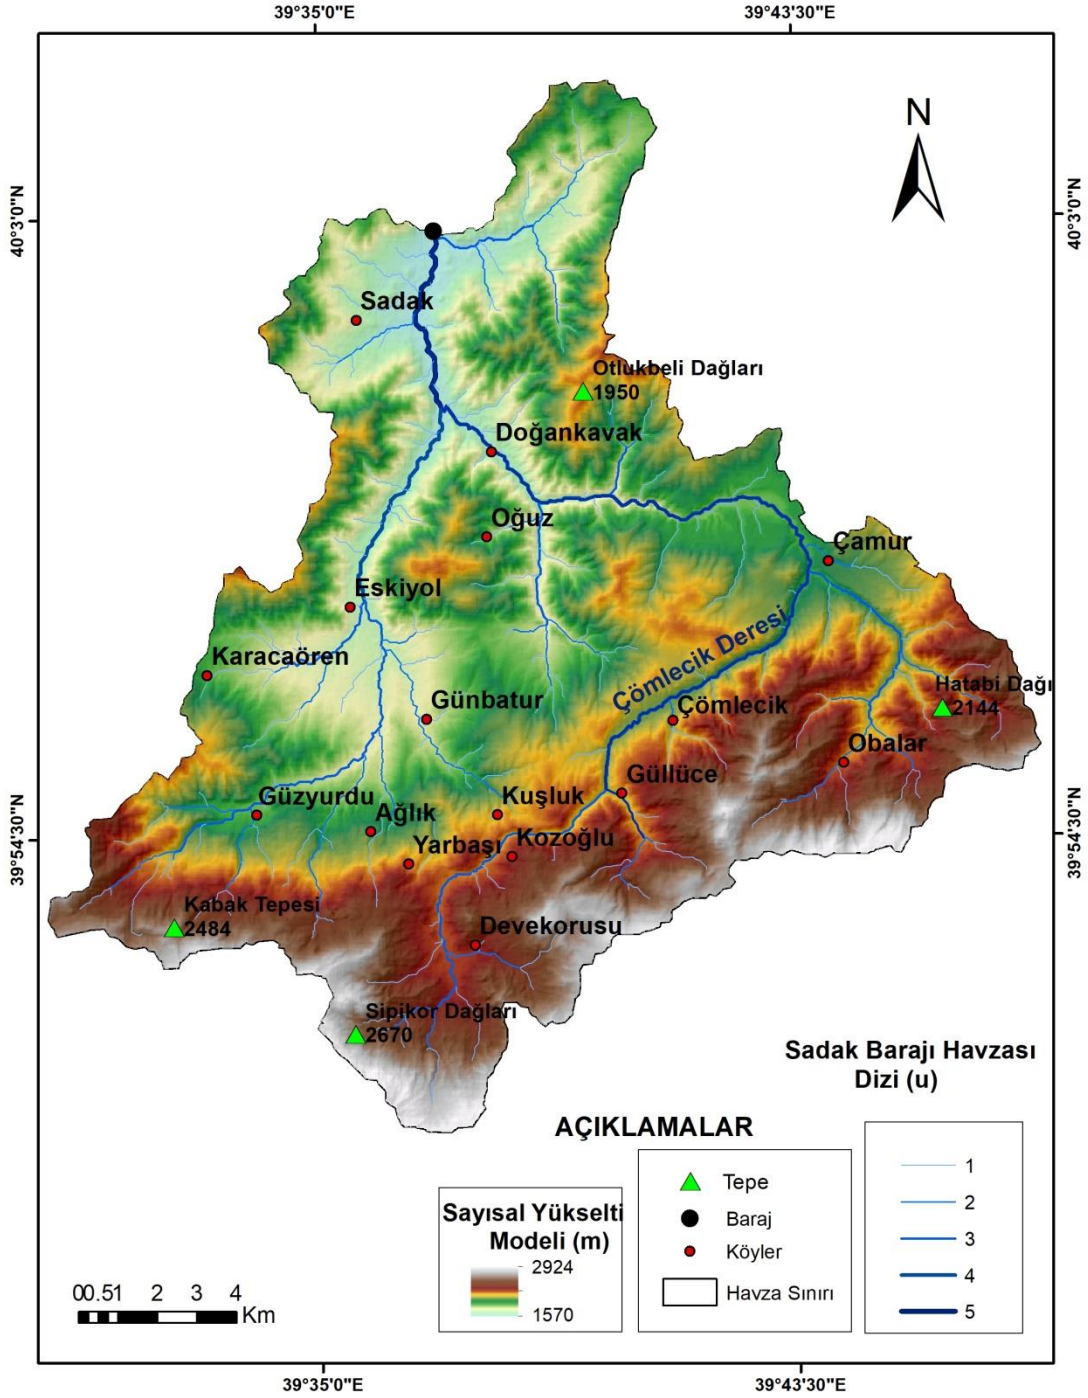 39°35'0"E
39°43'30"E
N
40°3'0"N
40°3'0"N
Sadak
Otlukbeli Dağları
1950
Doğankavak
Oğuz
Çamur
Eskiyol
Karacaören
Çömlecik Deresi
Hatabi Dağı
2144
Günbatur
Çömlecik
Obalar
Güllüce
Güzyurdu
Kuşluk
Ağlık
39°54'30"N
39°54'30"N
Yarbaşı
Kozoğlu
Kabak Tepesi
2484
Devekorusu
Sipikor Dağları
2670
Sadak Barajı Havzası
Dizi (u)
AÇIKLAMALAR
1
2
3
4
5
Tepe
Baraj
Köyler
Havza Sınırı
Sayısal Yükselti
Modeli (m)
2924
1570
00.51 2 3 4
Km
39°35'0"E
39°43'30"E